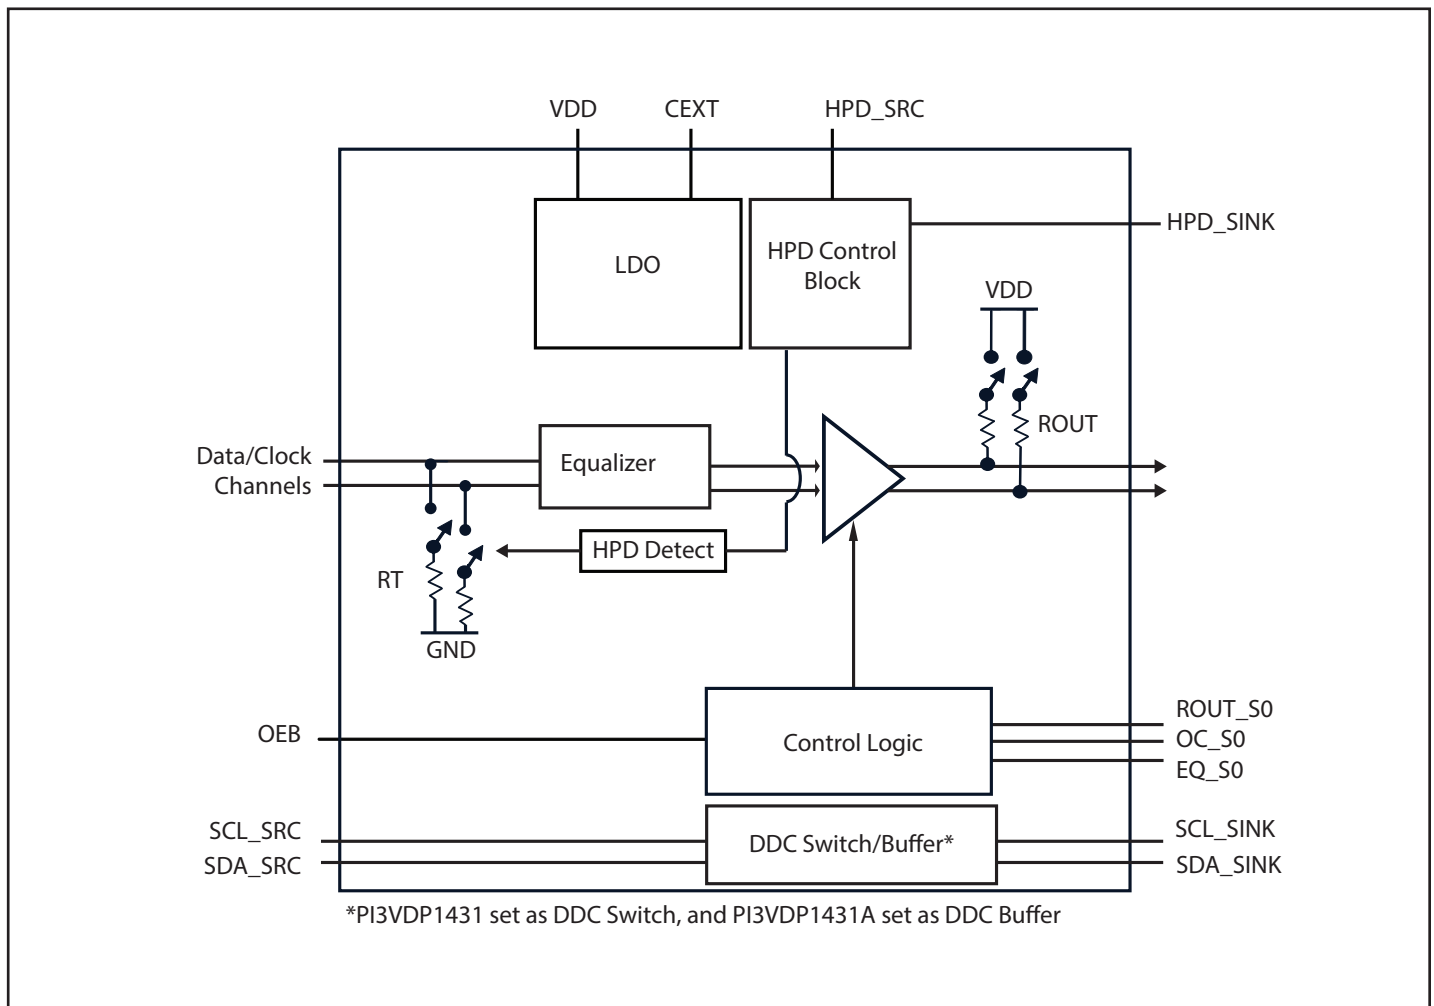 VDD
CEXT
HPD_SRC
LDO
HPD Control
Block
HPD_SINK
VDD
ROUT
Data/Clock
Channels
Equalizer
HPD Detect
RT
GND
OEB
Control Logic
ROUT_S0
OC_S0
EQ_S0
SCL_SRC
SDA_SRC
DDC Switch/Buffer*
SCL_SINK
SDA_SINK
*PI3VDP1431 set as DDC Switch, and PI3VDP1431A set as DDC Buffer